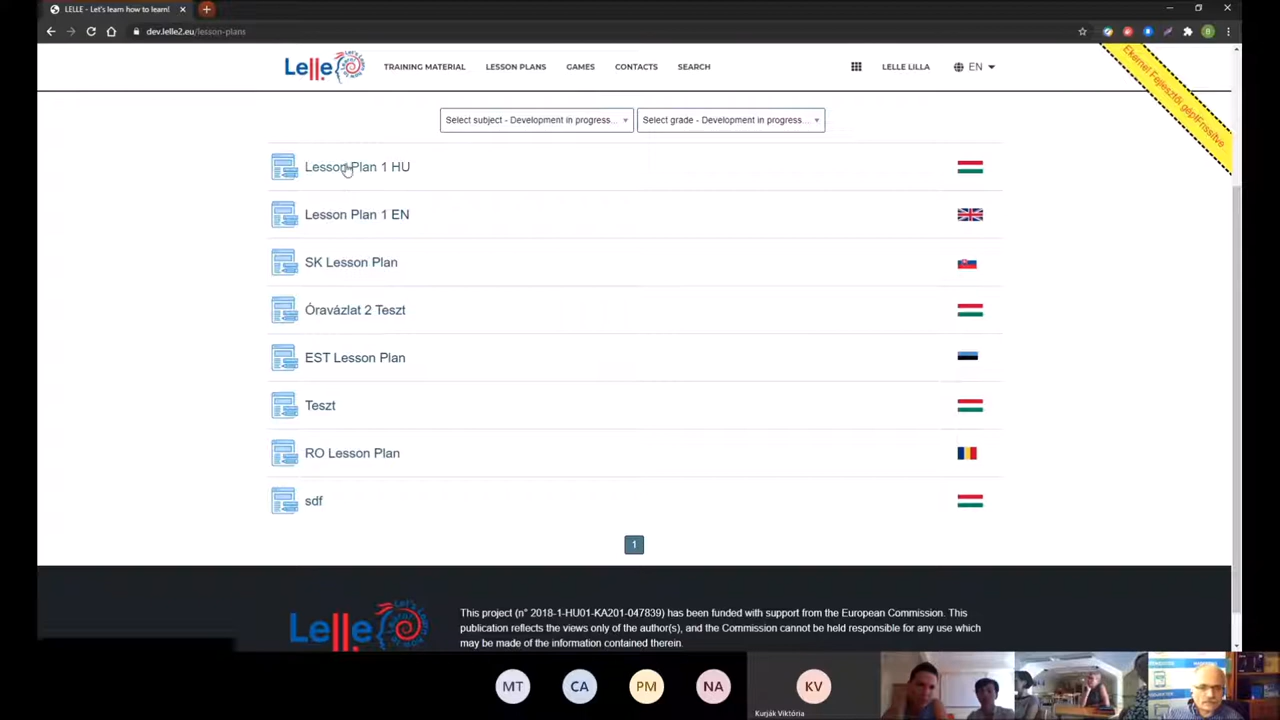 LELLE - Let's learn how to learn!
dev.lelle2.eu/lesson-plans
B
Lelle
TRAINING MATERIAL
LESSON PLANS
GAMES
CONTACTS
SEARCH
LELLE LILLA
EN
Select subject - Development in progress...
Select grade - Development in progress...
Lesson Plan 1 HU
Lesson Plan 1 EN
SK Lesson Plan
Óravázlat 2 Teszt
EST Lesson Plan
Teszt
RO Lesson Plan
sdf
1
Lelle
This project (n° 2018-1-HU01-KA201-047839) has been funded with support from the European Commission. This
publication reflects the views only of the author(s), and the Commission cannot be held responsible for any use which
may be made of the information contained therein.
MT
CA
PM
NA
KV
Kurják Viktória